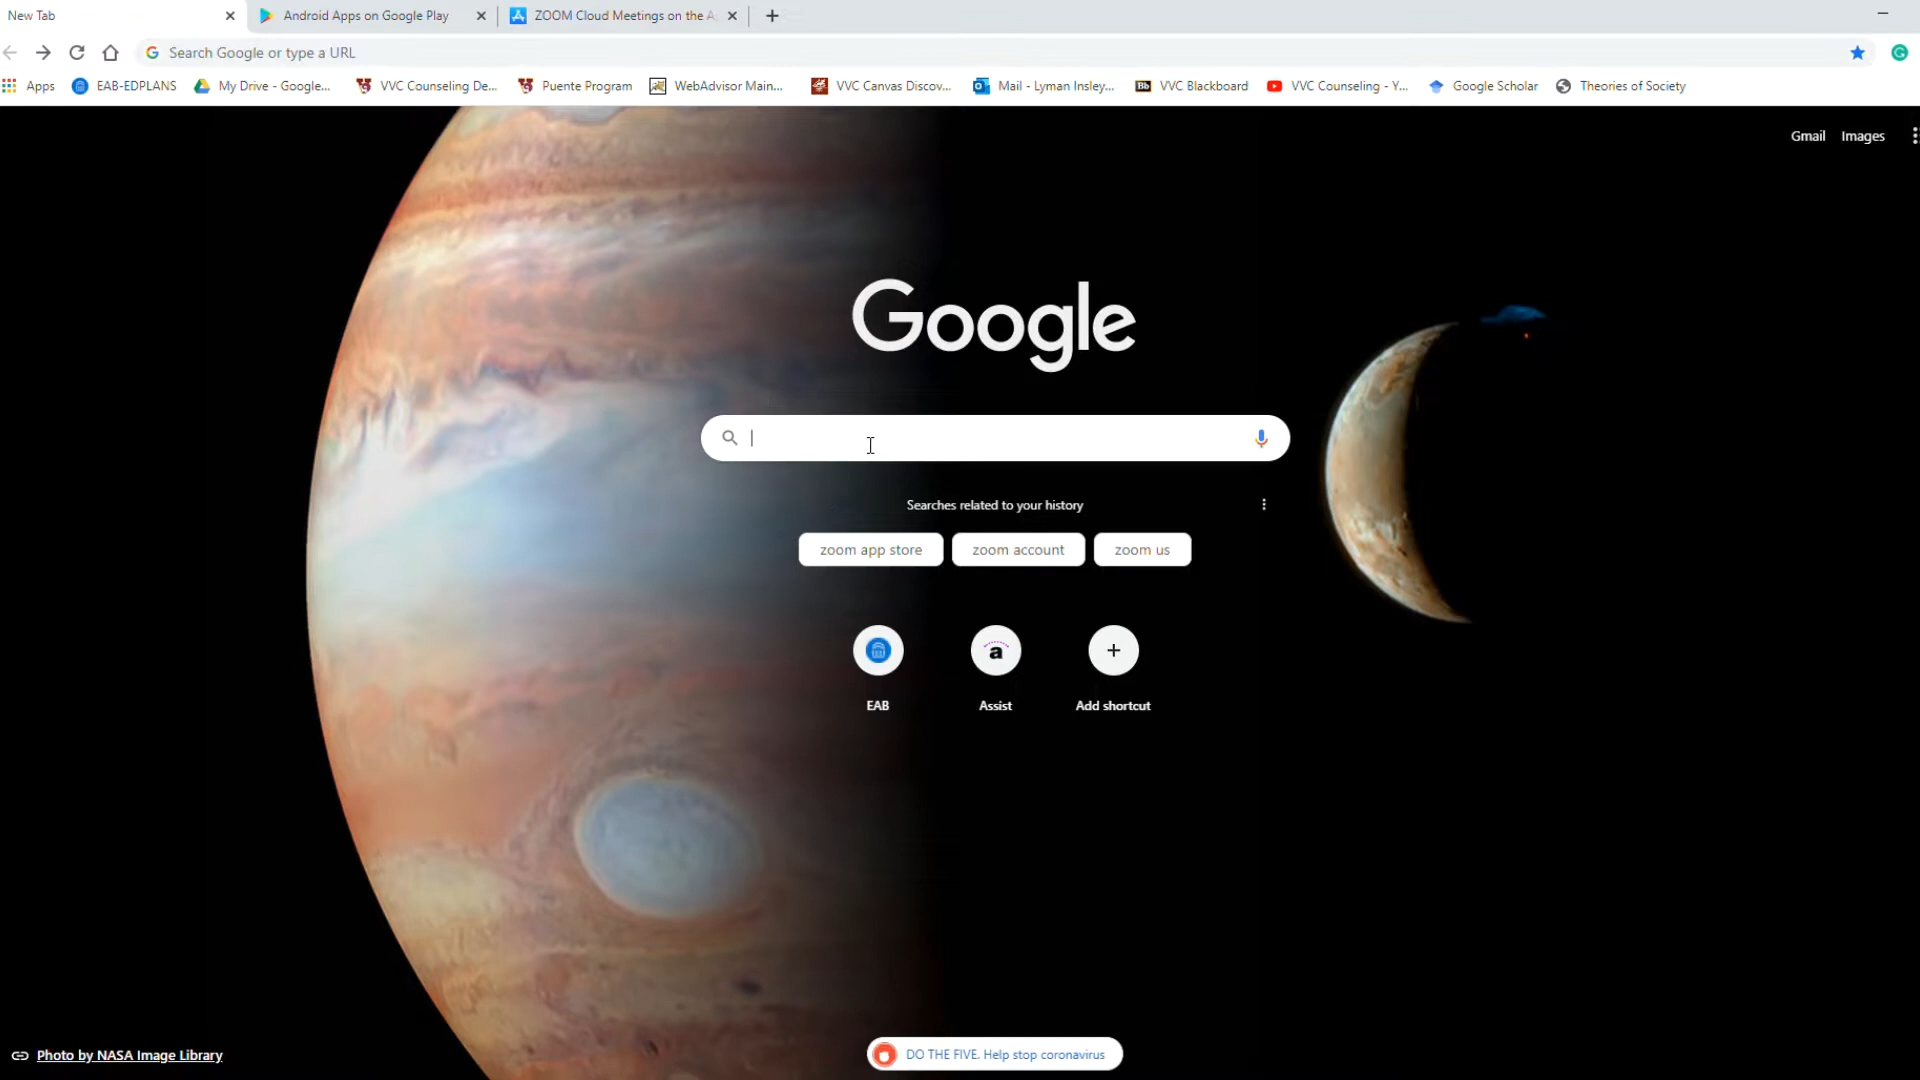 New Tab
Android Apps on Google Play
ZOOM Cloud Meetings on the A
Search Google or type a URL
Apps
EAB-EDPLANS
My Drive - Google...
VVC Counseling De...
Puente Program
WebAdvisor Main...
VVC Canvas Discov...
Mail - Lyman Insley...
Bb VVC Blackboard
VVC Counseling - Y...
Google Scholar
Theories of Society
Gmail
Images
Google
Searches related to your history
zoom app store
zoom account
zoom us
a
EAB
Assist
Add shortcut
Photo by NASA Image Library
DO THE FIVE. Help stop coronavirus